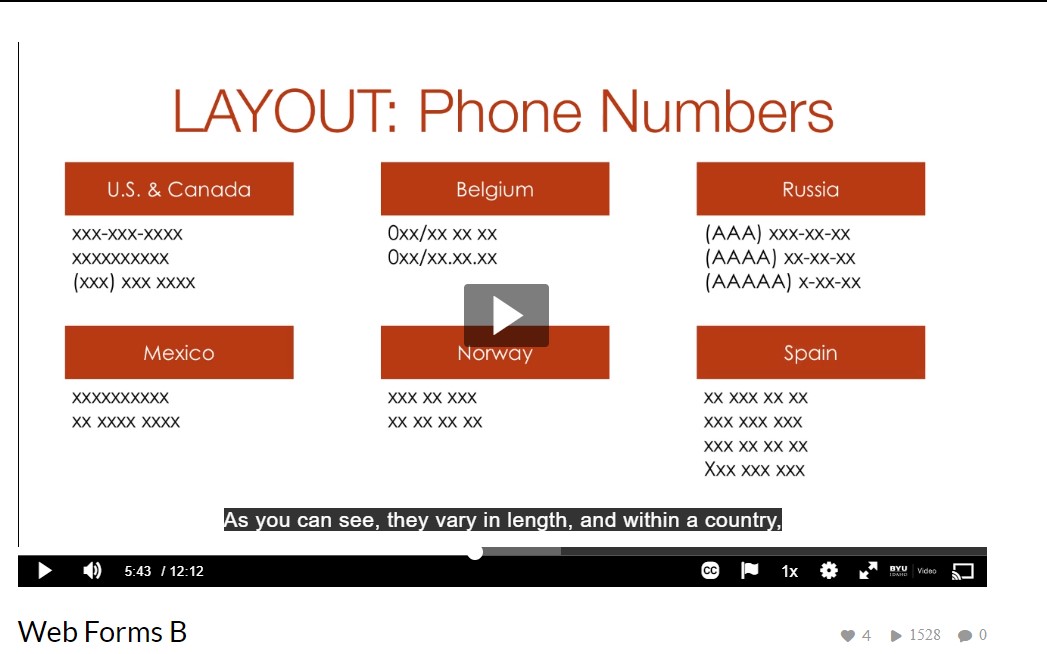 LAYOUT: Phone Numbers
U.S. & Canada
xxx-xxx-xxxx
xxxxxxxxxx
(xxx) xxx xxxx
Belgium
0xx/xx xx xx
0xx/xx.xx.xx
Russia
(AAA) xxx-xx-xx
(AAAA) xx-xx-xx
(AAAAA) x-xx-xx
Mexico
xxxxxxxxxx
xx xxxx xxxx
Norway
xxx xx xxx
xx xx xx xx
Spain
xx xxx xx xx
xxx xxx xxx
xxx xx xx xx
Xxx xxx xxx
As you can see, they vary in length, and within a country,
5:43 / 12:12 CC 1x BYU IDAHO Video
Web Forms B
4 1528 0